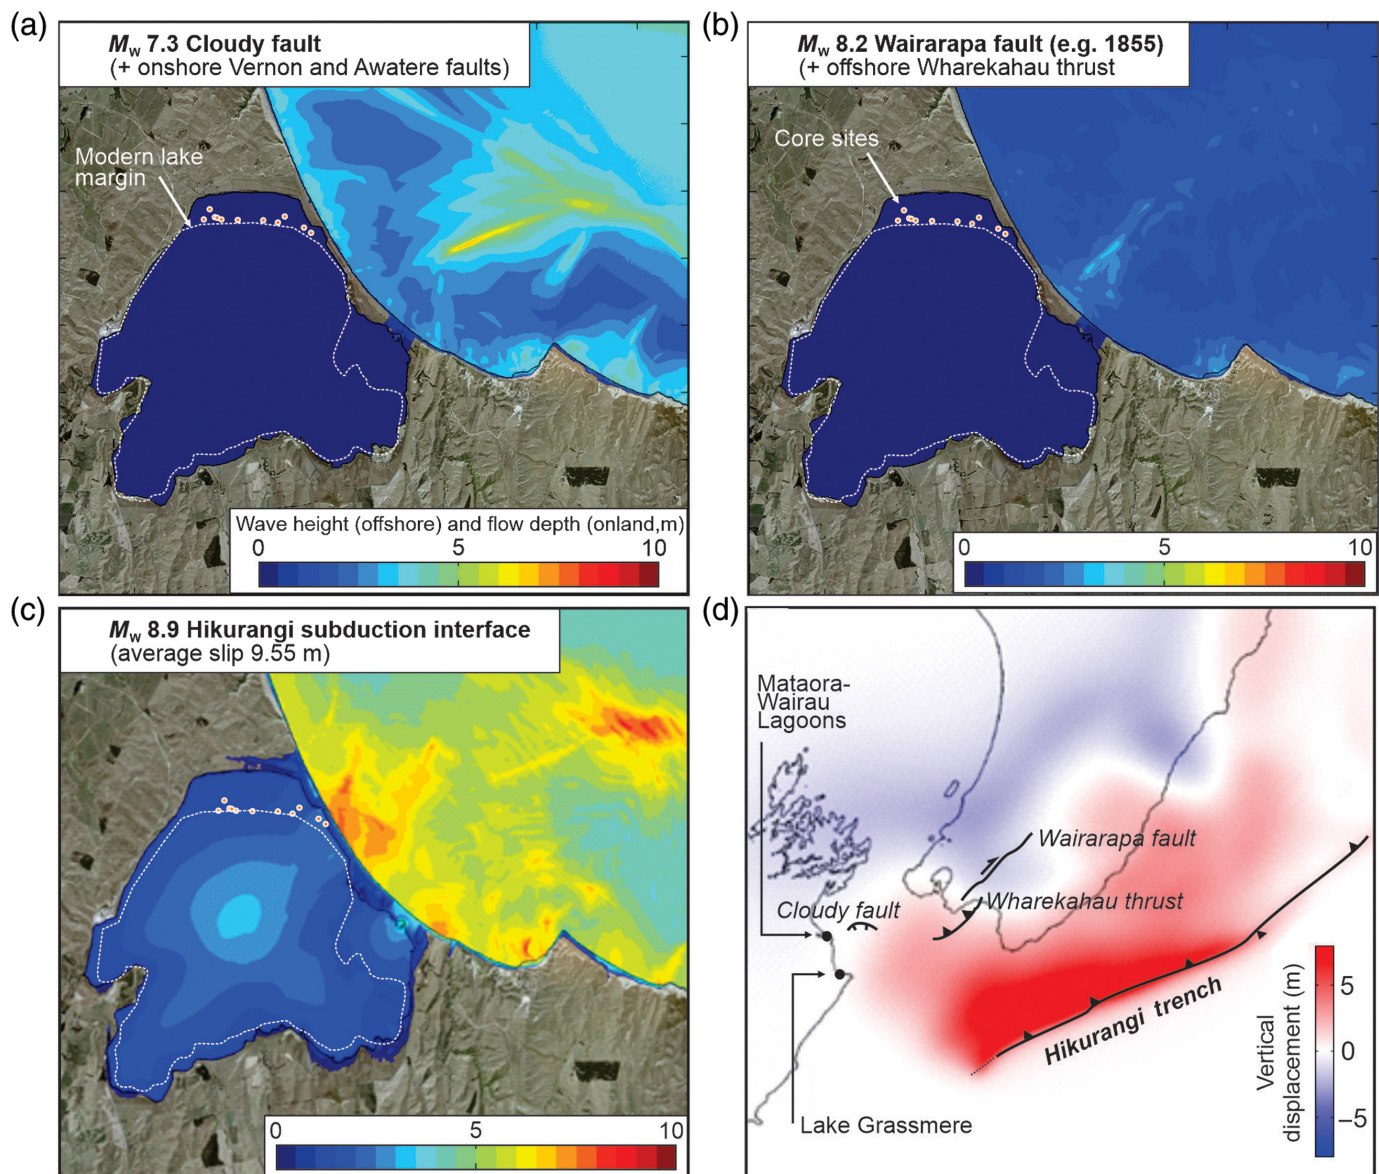 (a)
Mw 7.3 Cloudy fault
(+ onshore Vernon and Awatere faults)
Modern lake
margin
Wave height (offshore) and flow depth (onland,m)
0 5 10
(b)
Mw 8.2 Wairarapa fault (e.g. 1855)
(+ offshore Wharekahau thrust
Core sites
0 5 10
(c)
Mw 8.9 Hikurangi subduction interface
(average slip 9.55 m)
0 5 10
(d)
Mataora-
Wairau
Lagoons
Wairarapa fault
Wharekahau thrust
Cloudy fault
Hikurangi trench
Lake Grassmere
Vertical
displacement (m)
5
0
–5